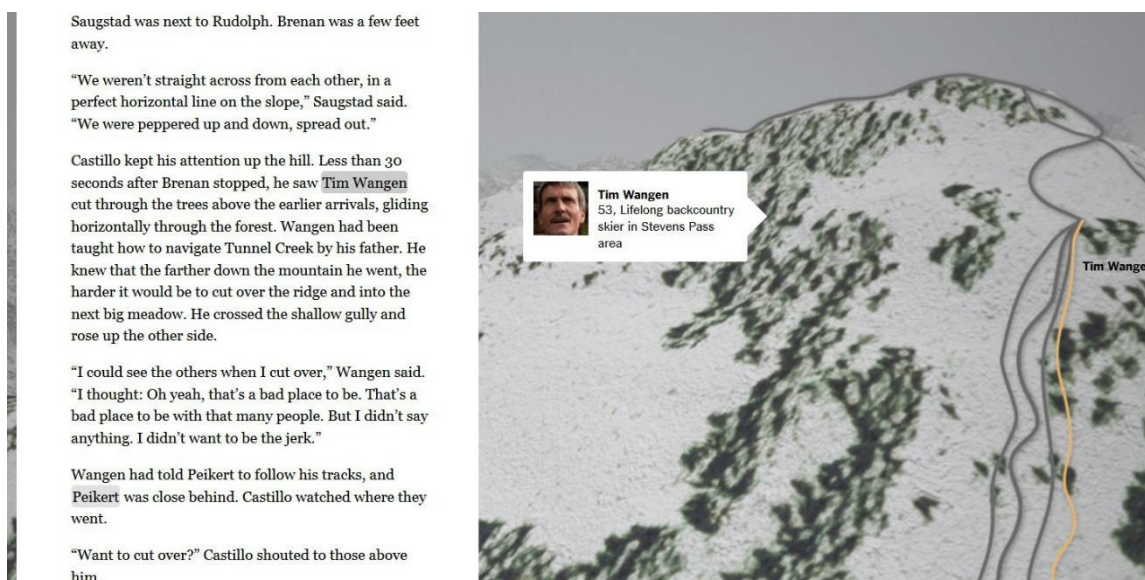 Saugstad was next to Rudolph. Brenan was a few feet
away.
“We weren’t straight across from each other, in a
perfect horizontal line on the slope,” Saugstad said.
“We were peppered up and down, spread out.”
Castillo kept his attention up the hill. Less than 30
seconds after Brenan stopped, he saw Tim Wangen
cut through the trees above the earlier arrivals, gliding
horizontally through the forest. Wangen had been
taught how to navigate Tunnel Creek by his father. He
knew that the farther down the mountain he went, the
harder it would be to cut over the ridge and into the
next big meadow. He crossed the shallow gully and
rose up the other side.
“I could see the others when I cut over,” Wangen said.
“I thought: Oh yeah, that’s a bad place to be. That’s a
bad place to be with that many people. But I didn’t say
anything. I didn’t want to be the jerk.”
Wangen had told Peikert to follow his tracks, and
Peikert was close behind. Castillo watched where they
went.
“Want to cut over?” Castillo shouted to those above
him.
Tim Wangen
53, Lifelong backcountry
skier in Stevens Pass
area
Tim Wange